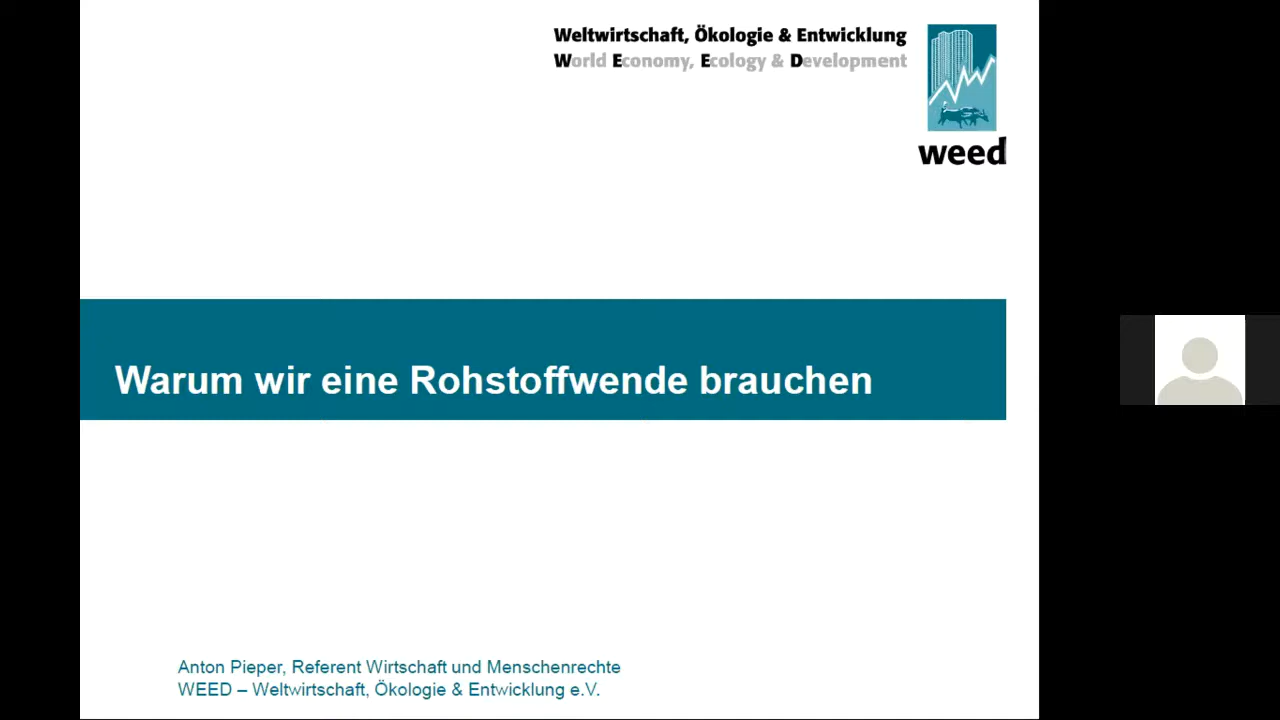 Weltwirtschaft, Ökologie & Entwicklung
World Economy, Ecology & Development
weed
Warum wir eine Rohstoffwende brauchen
Anton Pieper, Referent Wirtschaft und Menschenrechte
WEED – Weltwirtschaft, Ökologie & Entwicklung e.V.